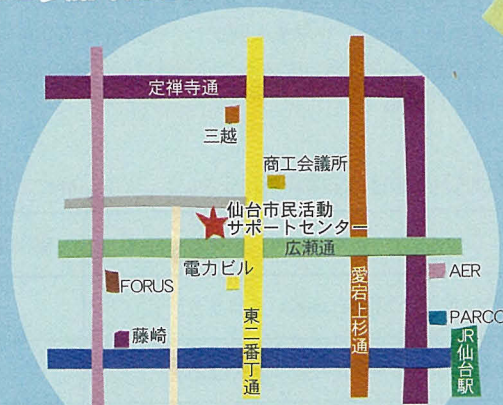 定禅寺通
三越
商工会議所
仙台市民活動
サポートセンター
広瀬通
電力ビル
FORUS
藤崎
東二番丁通
愛宕上杉通
AER
PARCO
JR仙台駅